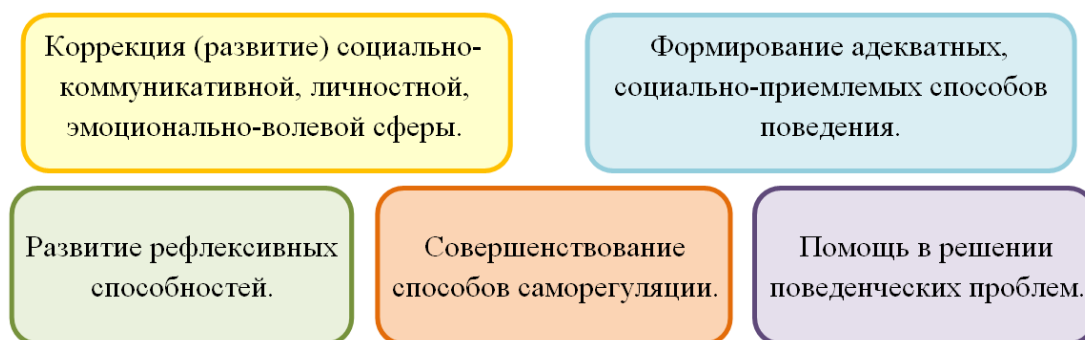 Коррекция (развитие) социально-
коммуникативной, личностной,
эмоционально-волевой сферы.
Формирование адекватных,
социально-приемлемых способов
поведения.
Развитие рефлексивных
способностей.
Совершенствование
способов саморегуляции.
Помощь в решении
поведенческих проблем.